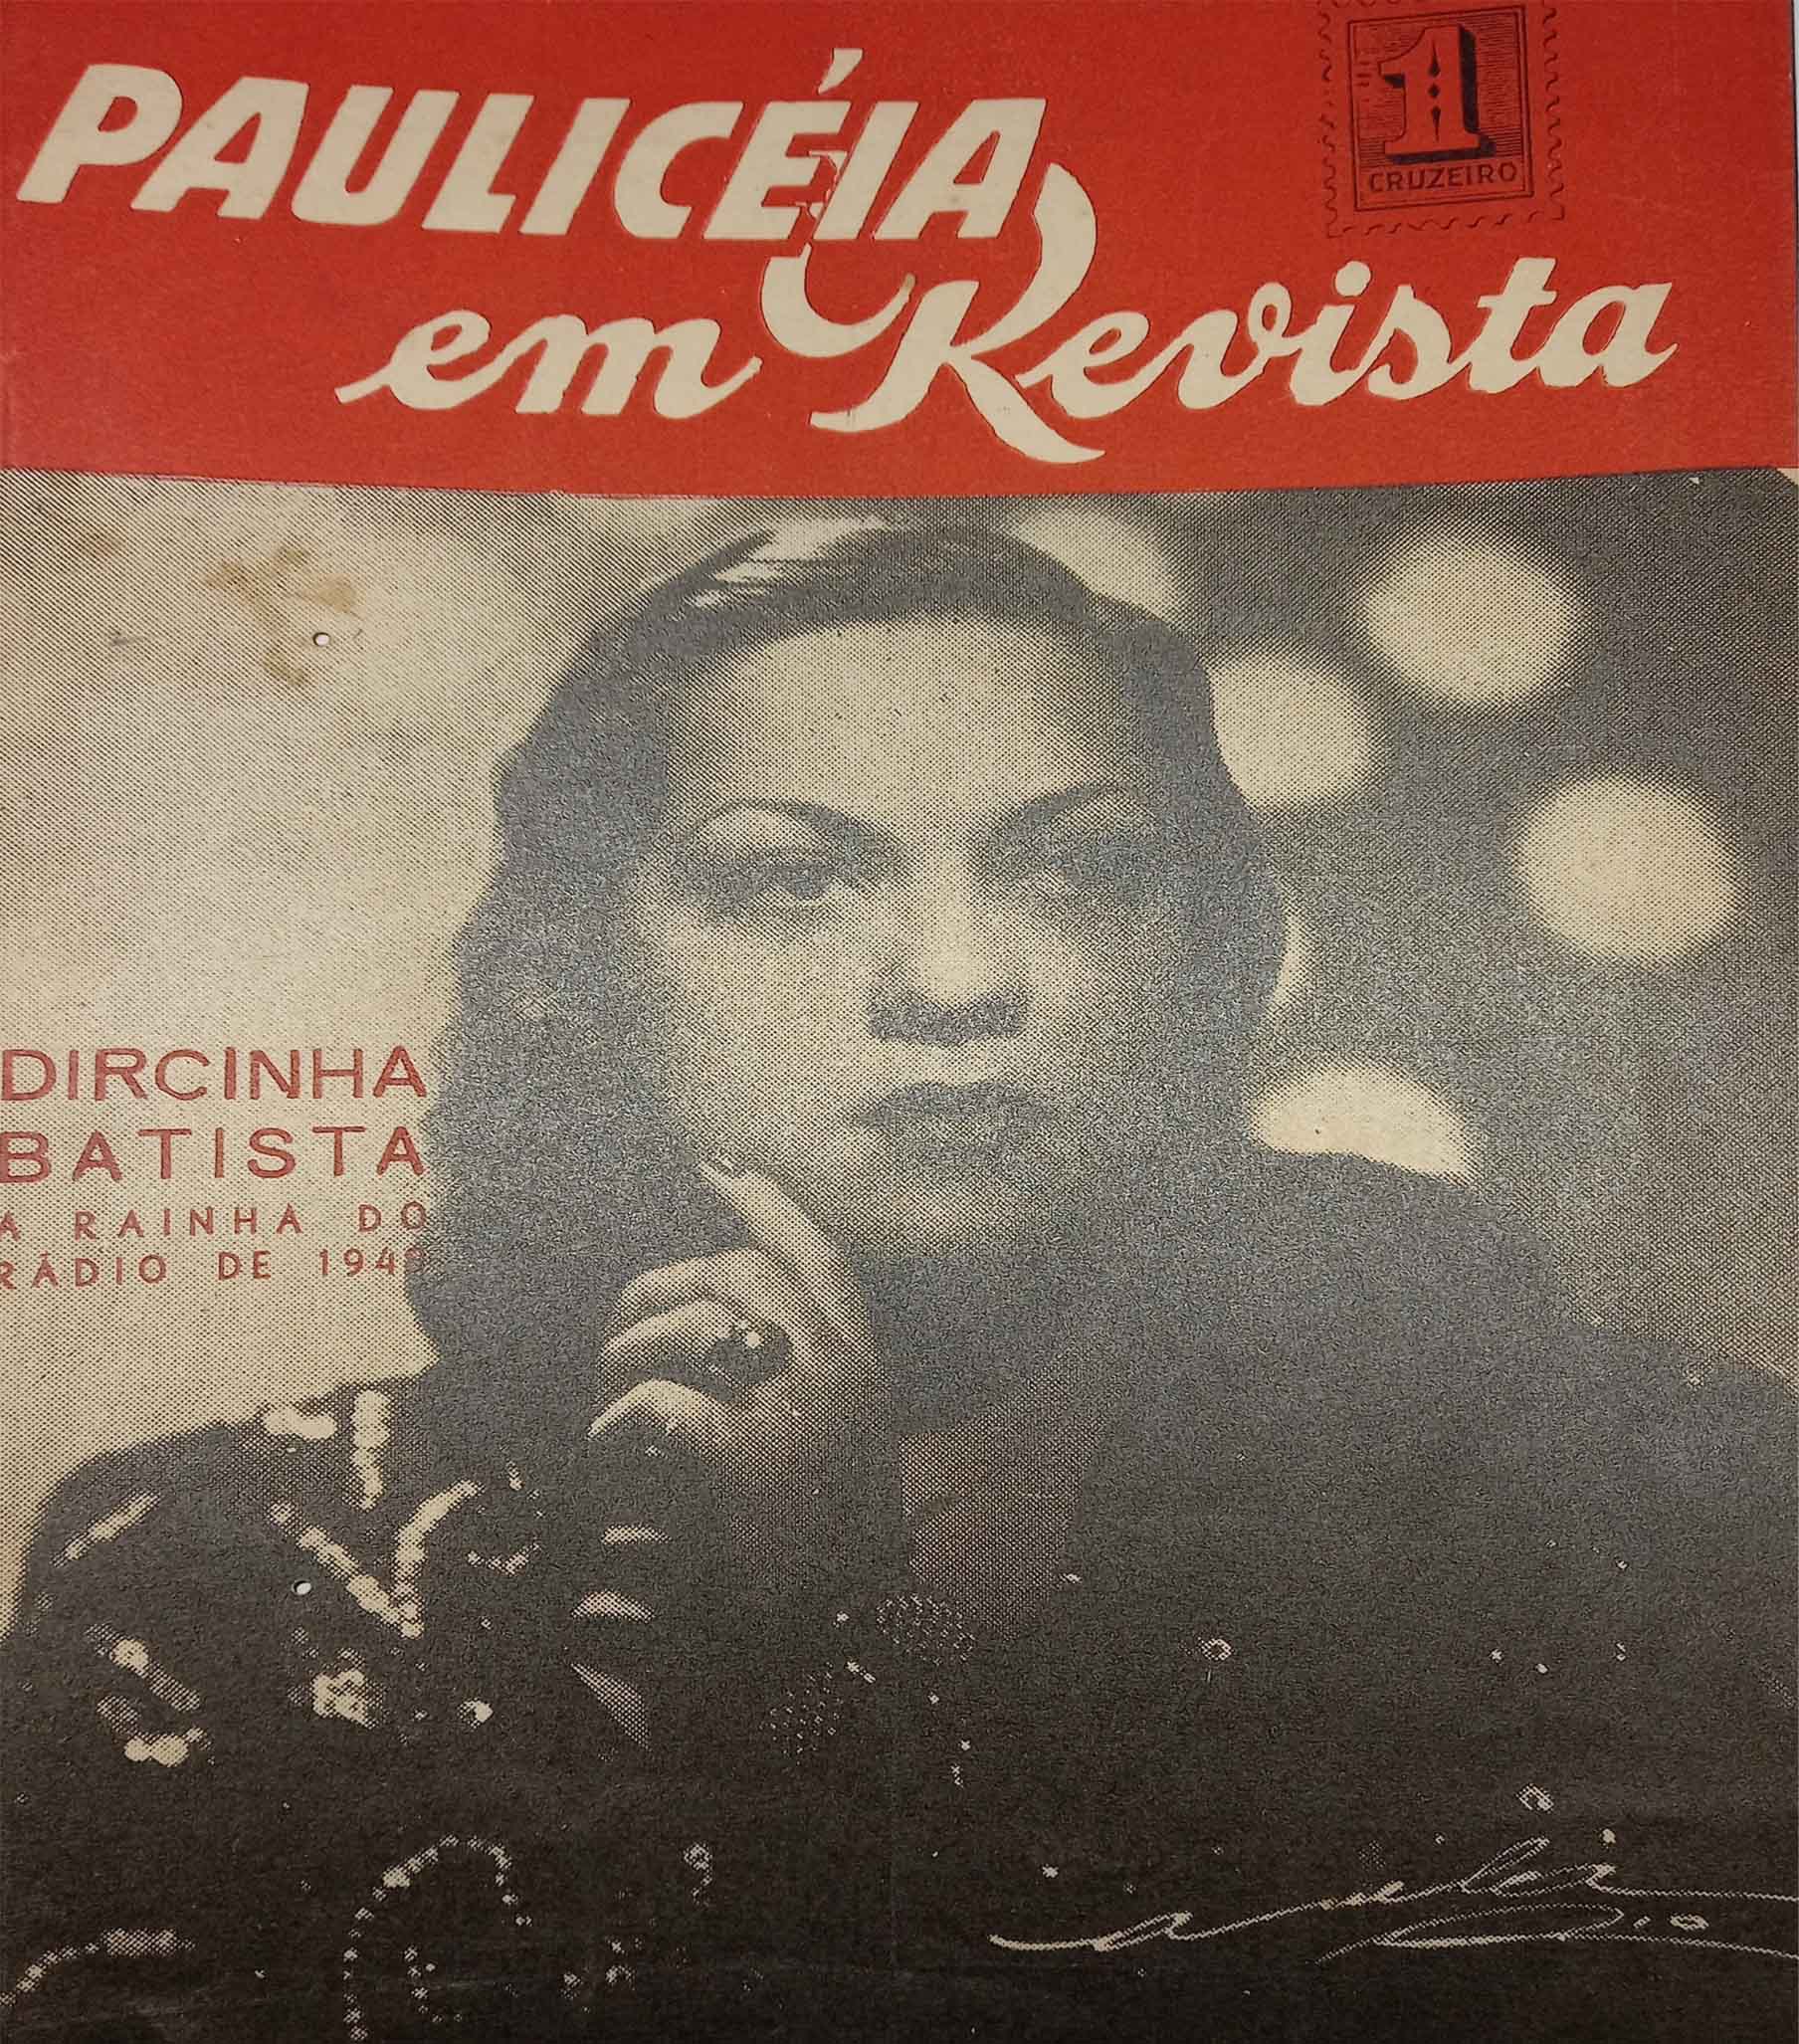 PAULICÉIA
em Revista
1
CRUZEIRO
DIRCINHA
BATISTA
A RAINHA DO
RÁDIO DE